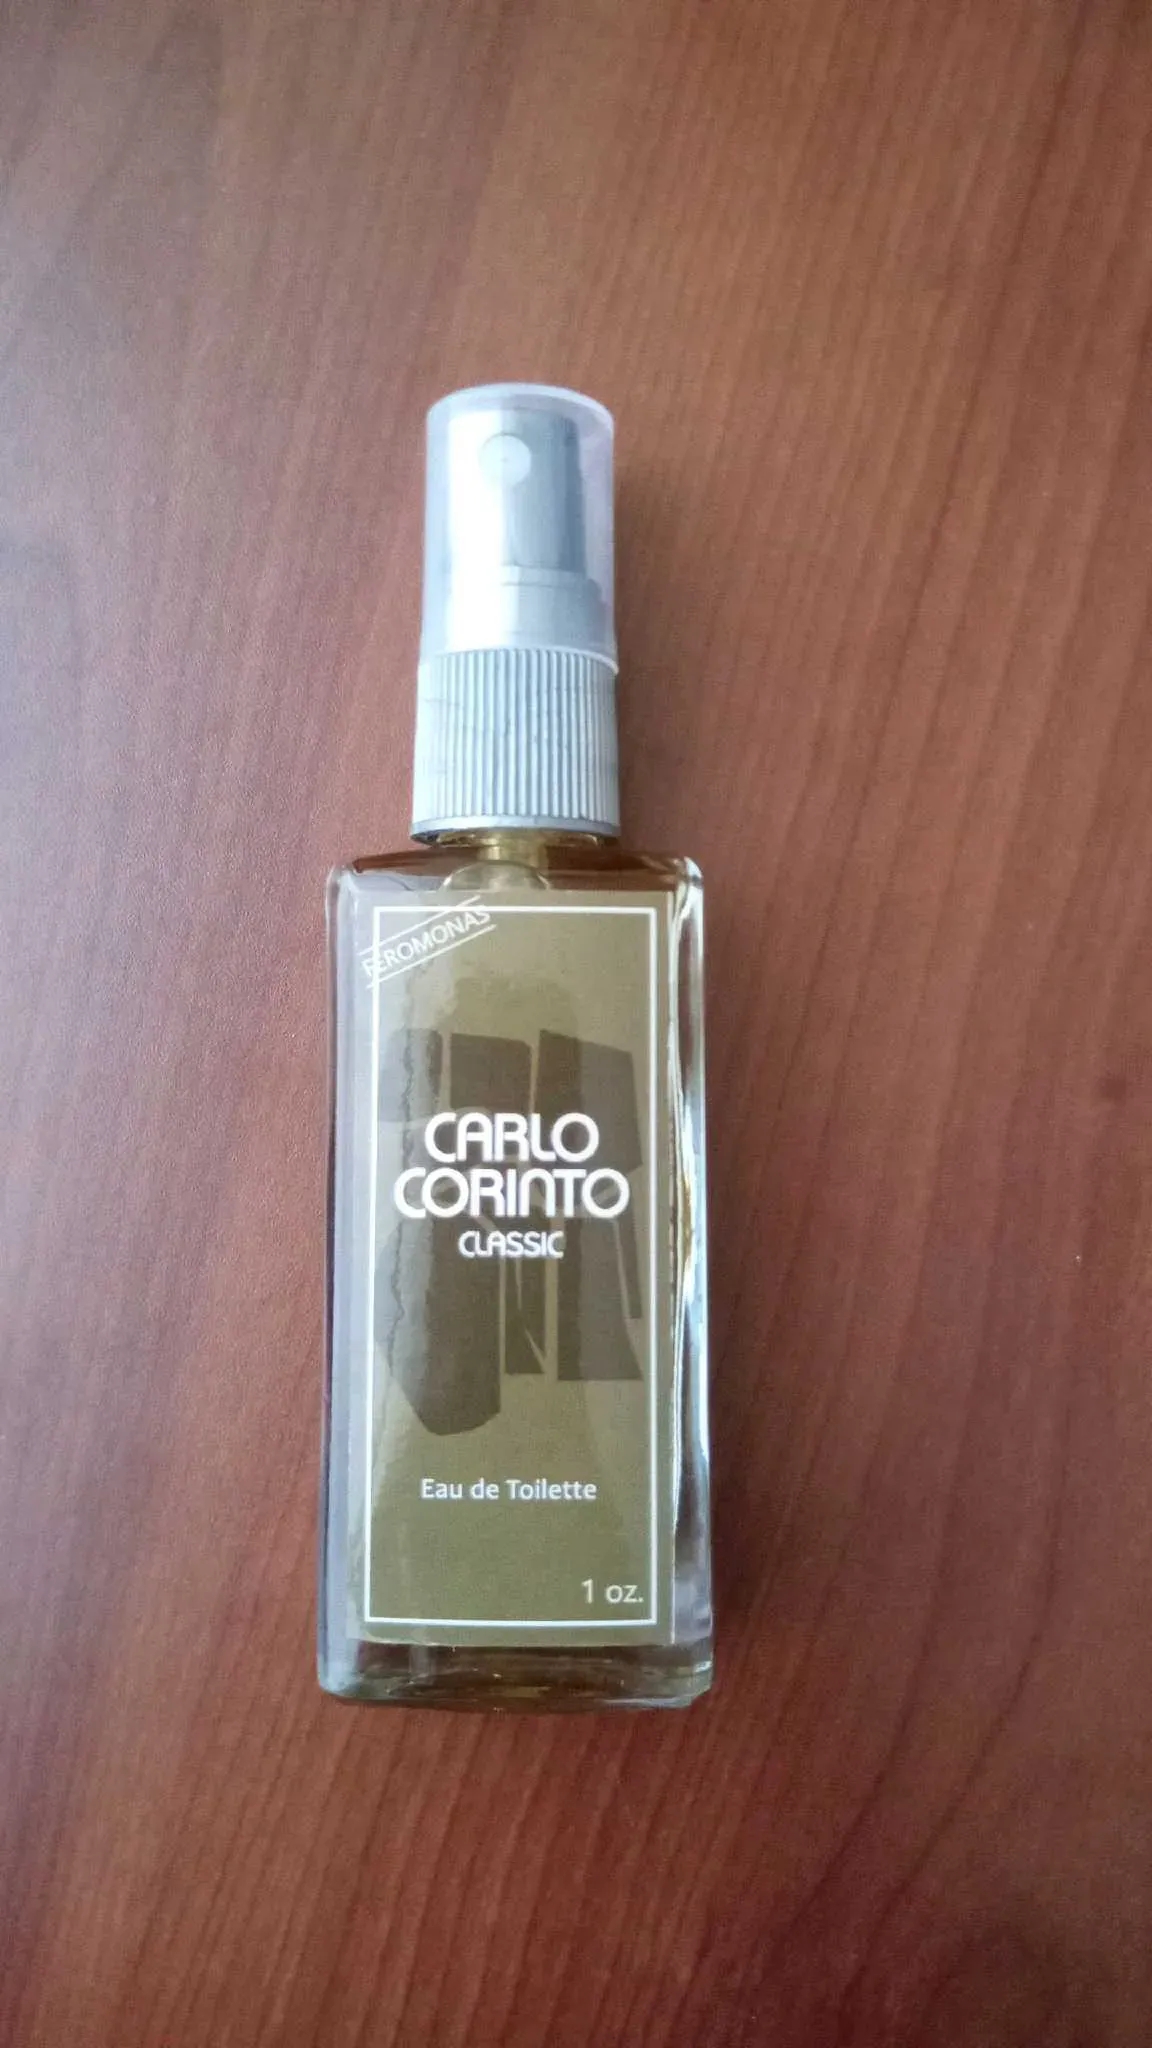 FEROMONAS
CARLO
CORINTO
CLASSIC
Eau de Toilette
1 oz.